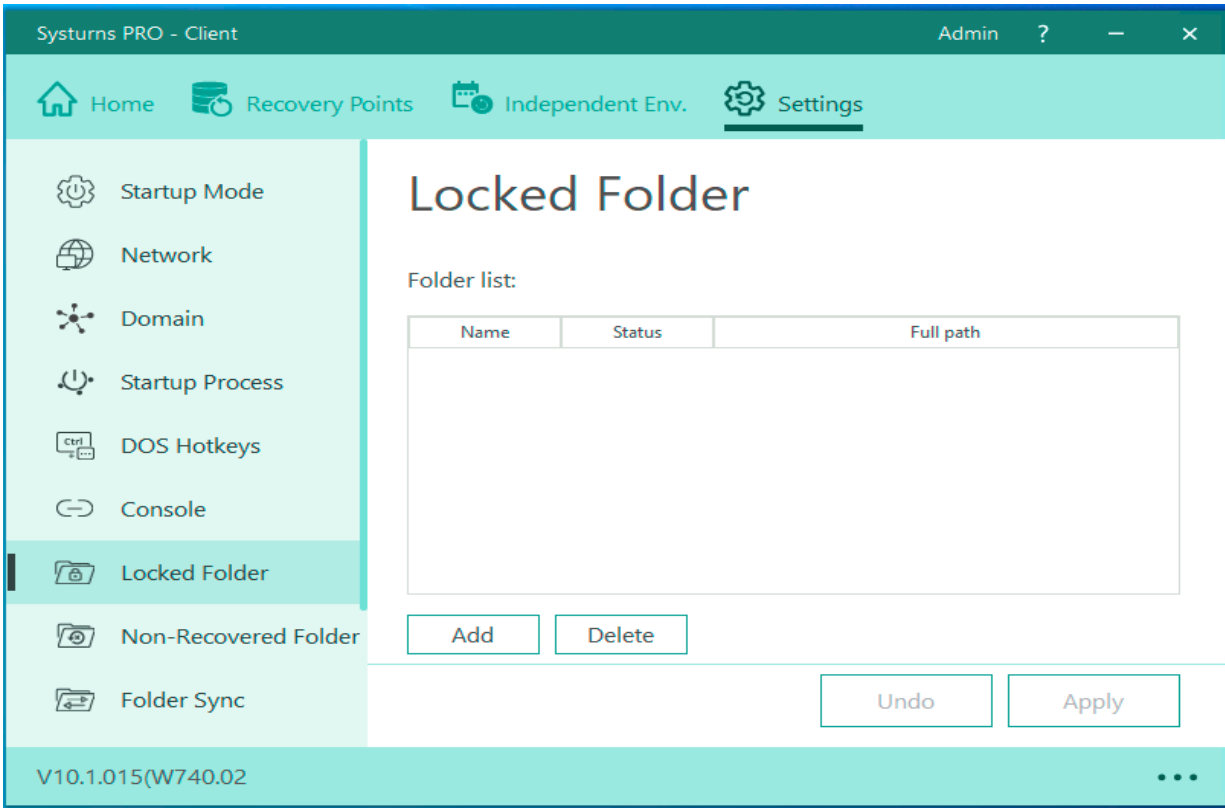 Systurns PRO - Client Admin ?
Home Recovery Points Independent Env. Settings
Startup Mode
Network
Domain
Startup Process
Ctrl
DOS Hotkeys
Console
Locked Folder
Non-Recovered Folder
Folder Sync
Locked Folder
Folder list:
Name Status Full path
Add Delete
Undo Apply
V10.1.015(W740.02